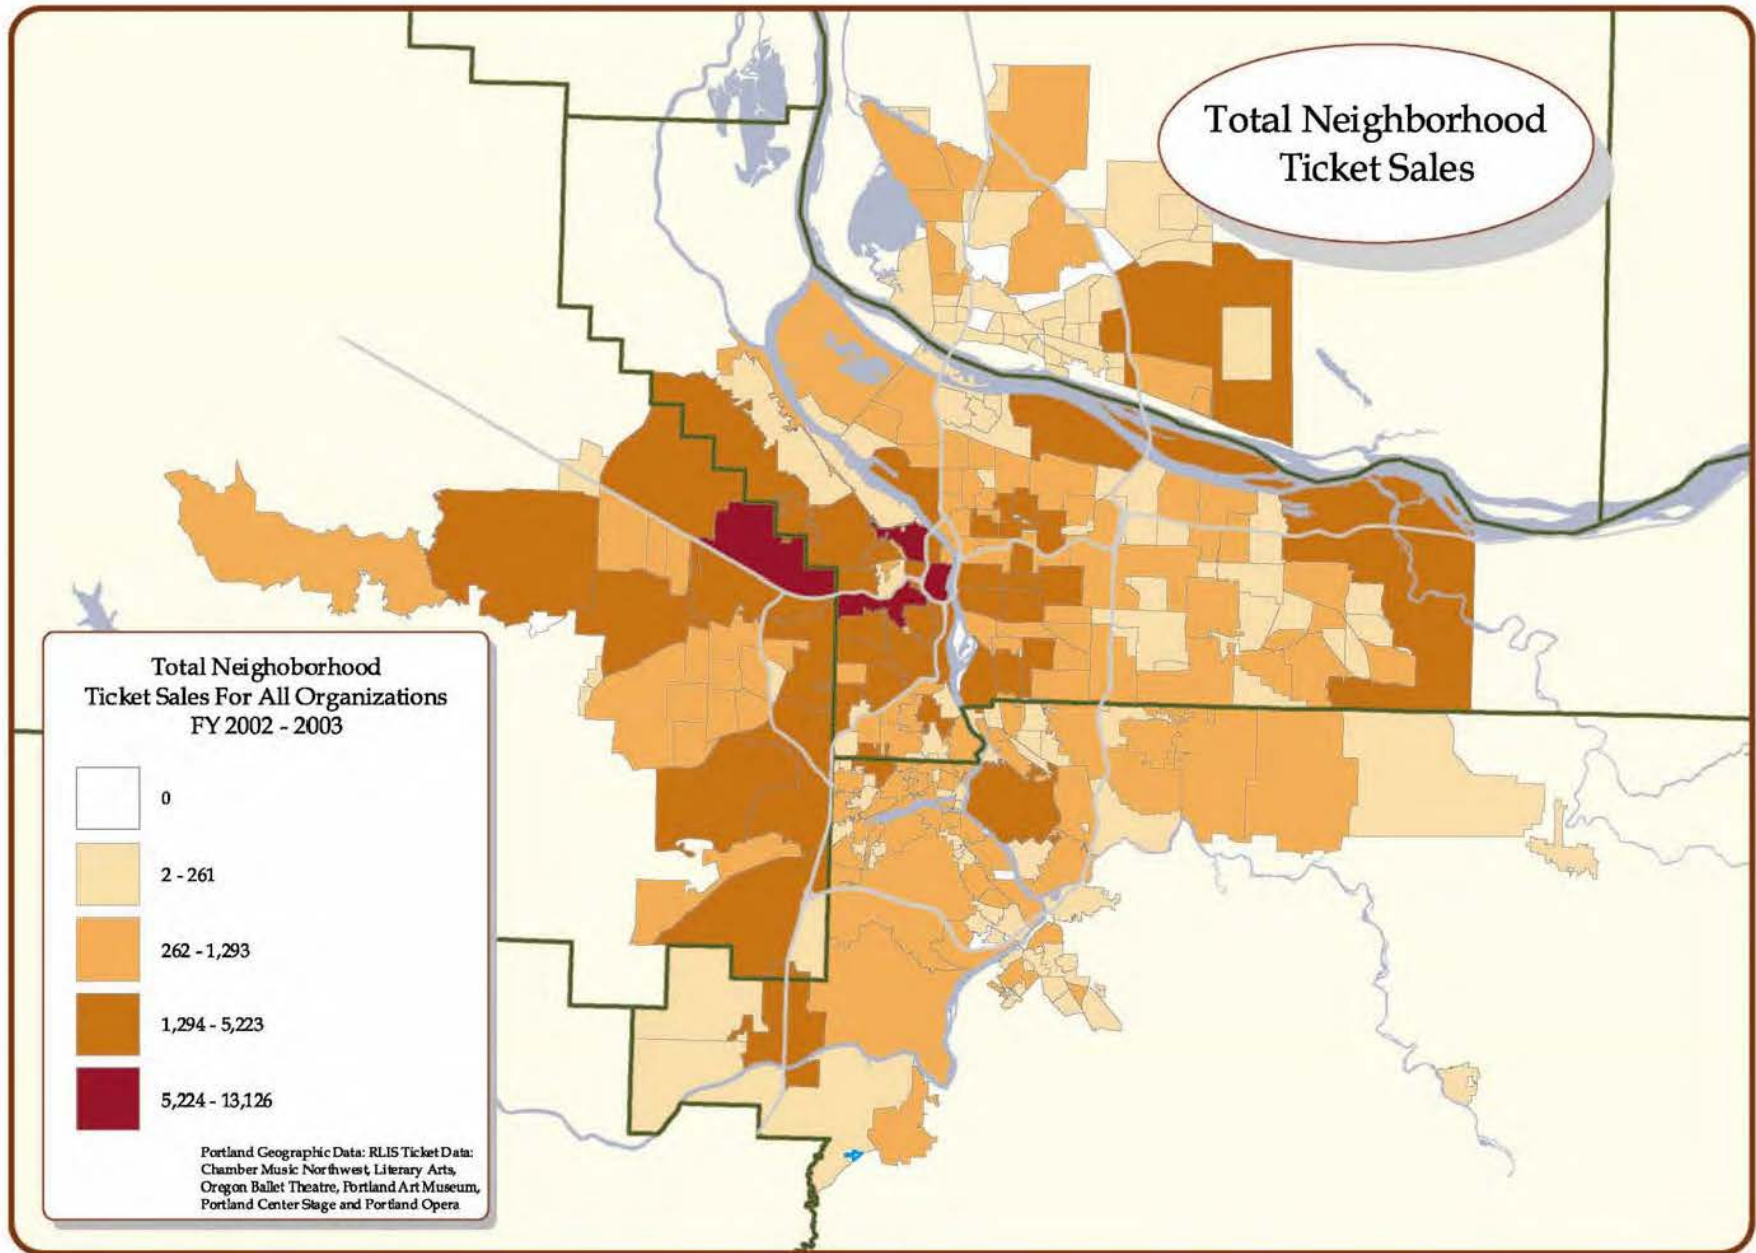 Total Neighborhood
Ticket Sales
Total Neighoborhood
Ticket Sales For All Organizations
FY 2002 - 2003
0
2 - 261
262 - 1,293
1,294 - 5,223
5,224 - 13,126
Portland Geographic Data: RLIS Ticket Data:
Chamber Music Northwest, Literary Arts,
Oregon Ballet Theatre, Portland Art Museum,
Portland Center Stage and Portland Opera